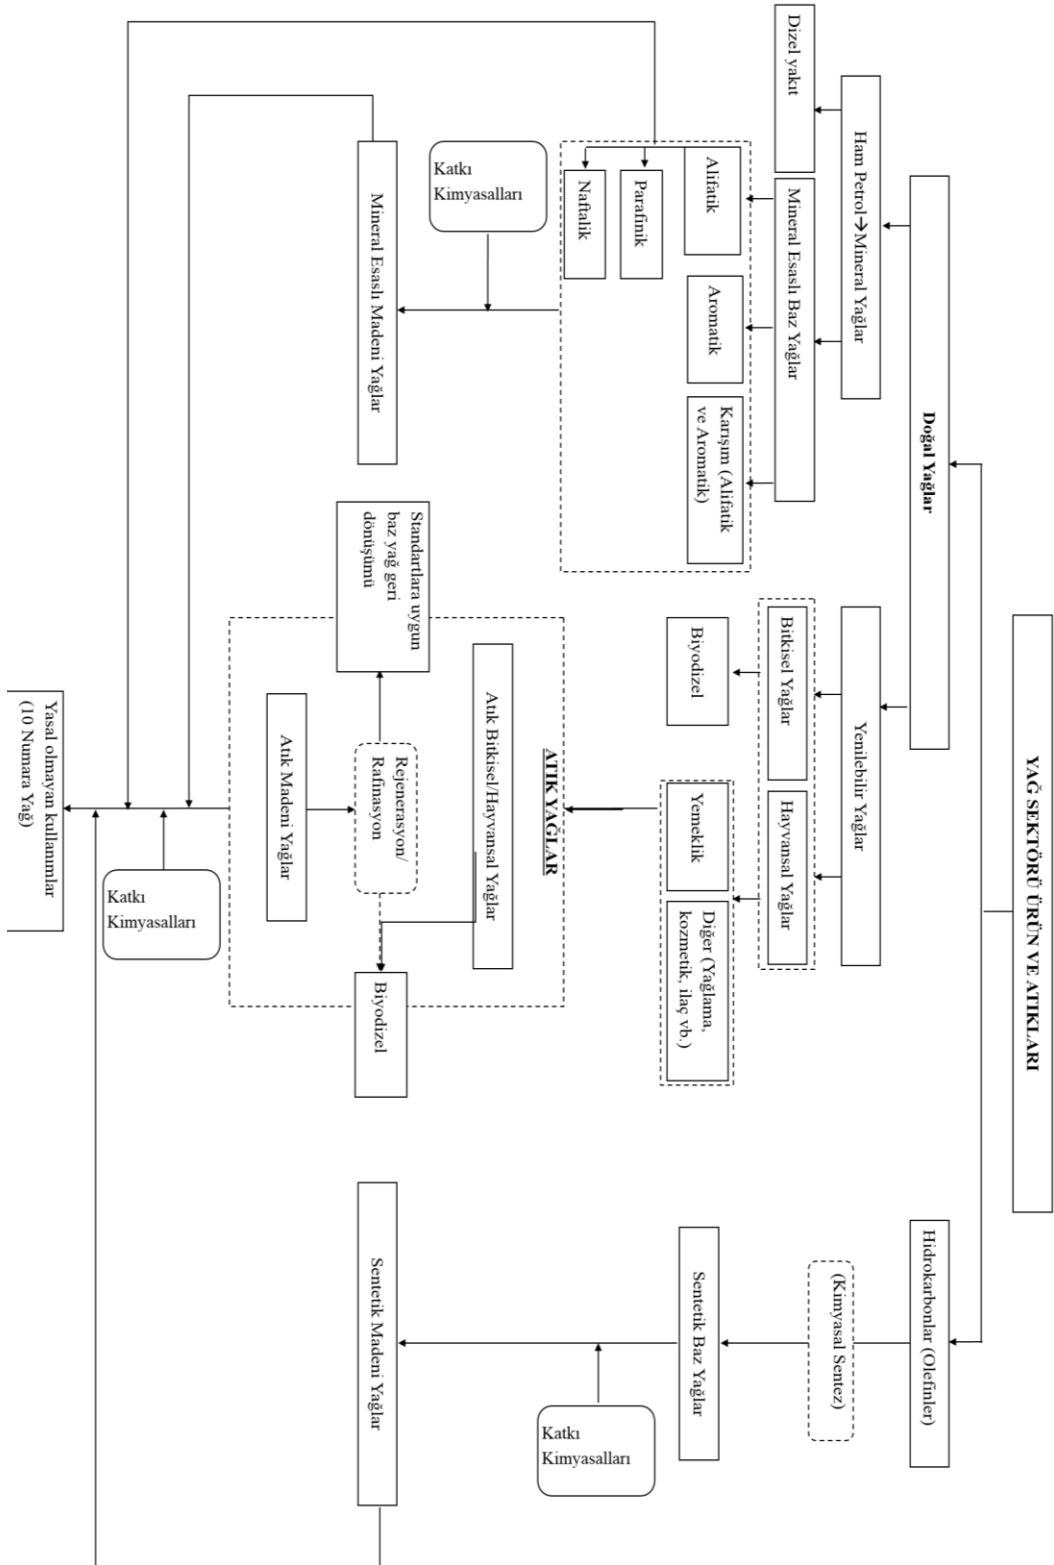 YAĞ SEKTÖRÜ ÜRÜN VE ATIKLARI
Doğal Yağlar
Hidrokarbonlar (Olefinler)
Ham Petrol→Mineral Yağlar
Yenilebilir Yağlar
(Kimyasal Sentez)
Dizel yakıt
Mineral Esaslı Baz Yağlar
Bitkisel Yağlar
Hayvansal Yağlar
Alifatik
Aromatik
Karışım (Alifatik
ve Aromatik)
Biyodizel
Yemeklik
Diğer (Yağlama,
kozmetik, ilaç vb.)
Sentetik Baz Yağlar
Parafinik
Naftalik
Katkı
Kimyasalları
Katkı
Kimyasalları
ATIK YAĞLAR
Atık Bitkisel/Hayvansal Yağlar
Mineral Esaslı Madeni Yağlar
Standartlara uygun
baz yağ geri
dönüşümü
Rejenerasyon/
Rafinasyon
Biyodizel
Sentetik Madeni Yağlar
Atık Madeni Yağlar
Katkı
Kimyasalları
Yasal olmayan kullanımlar
(10 Numara Yağ)